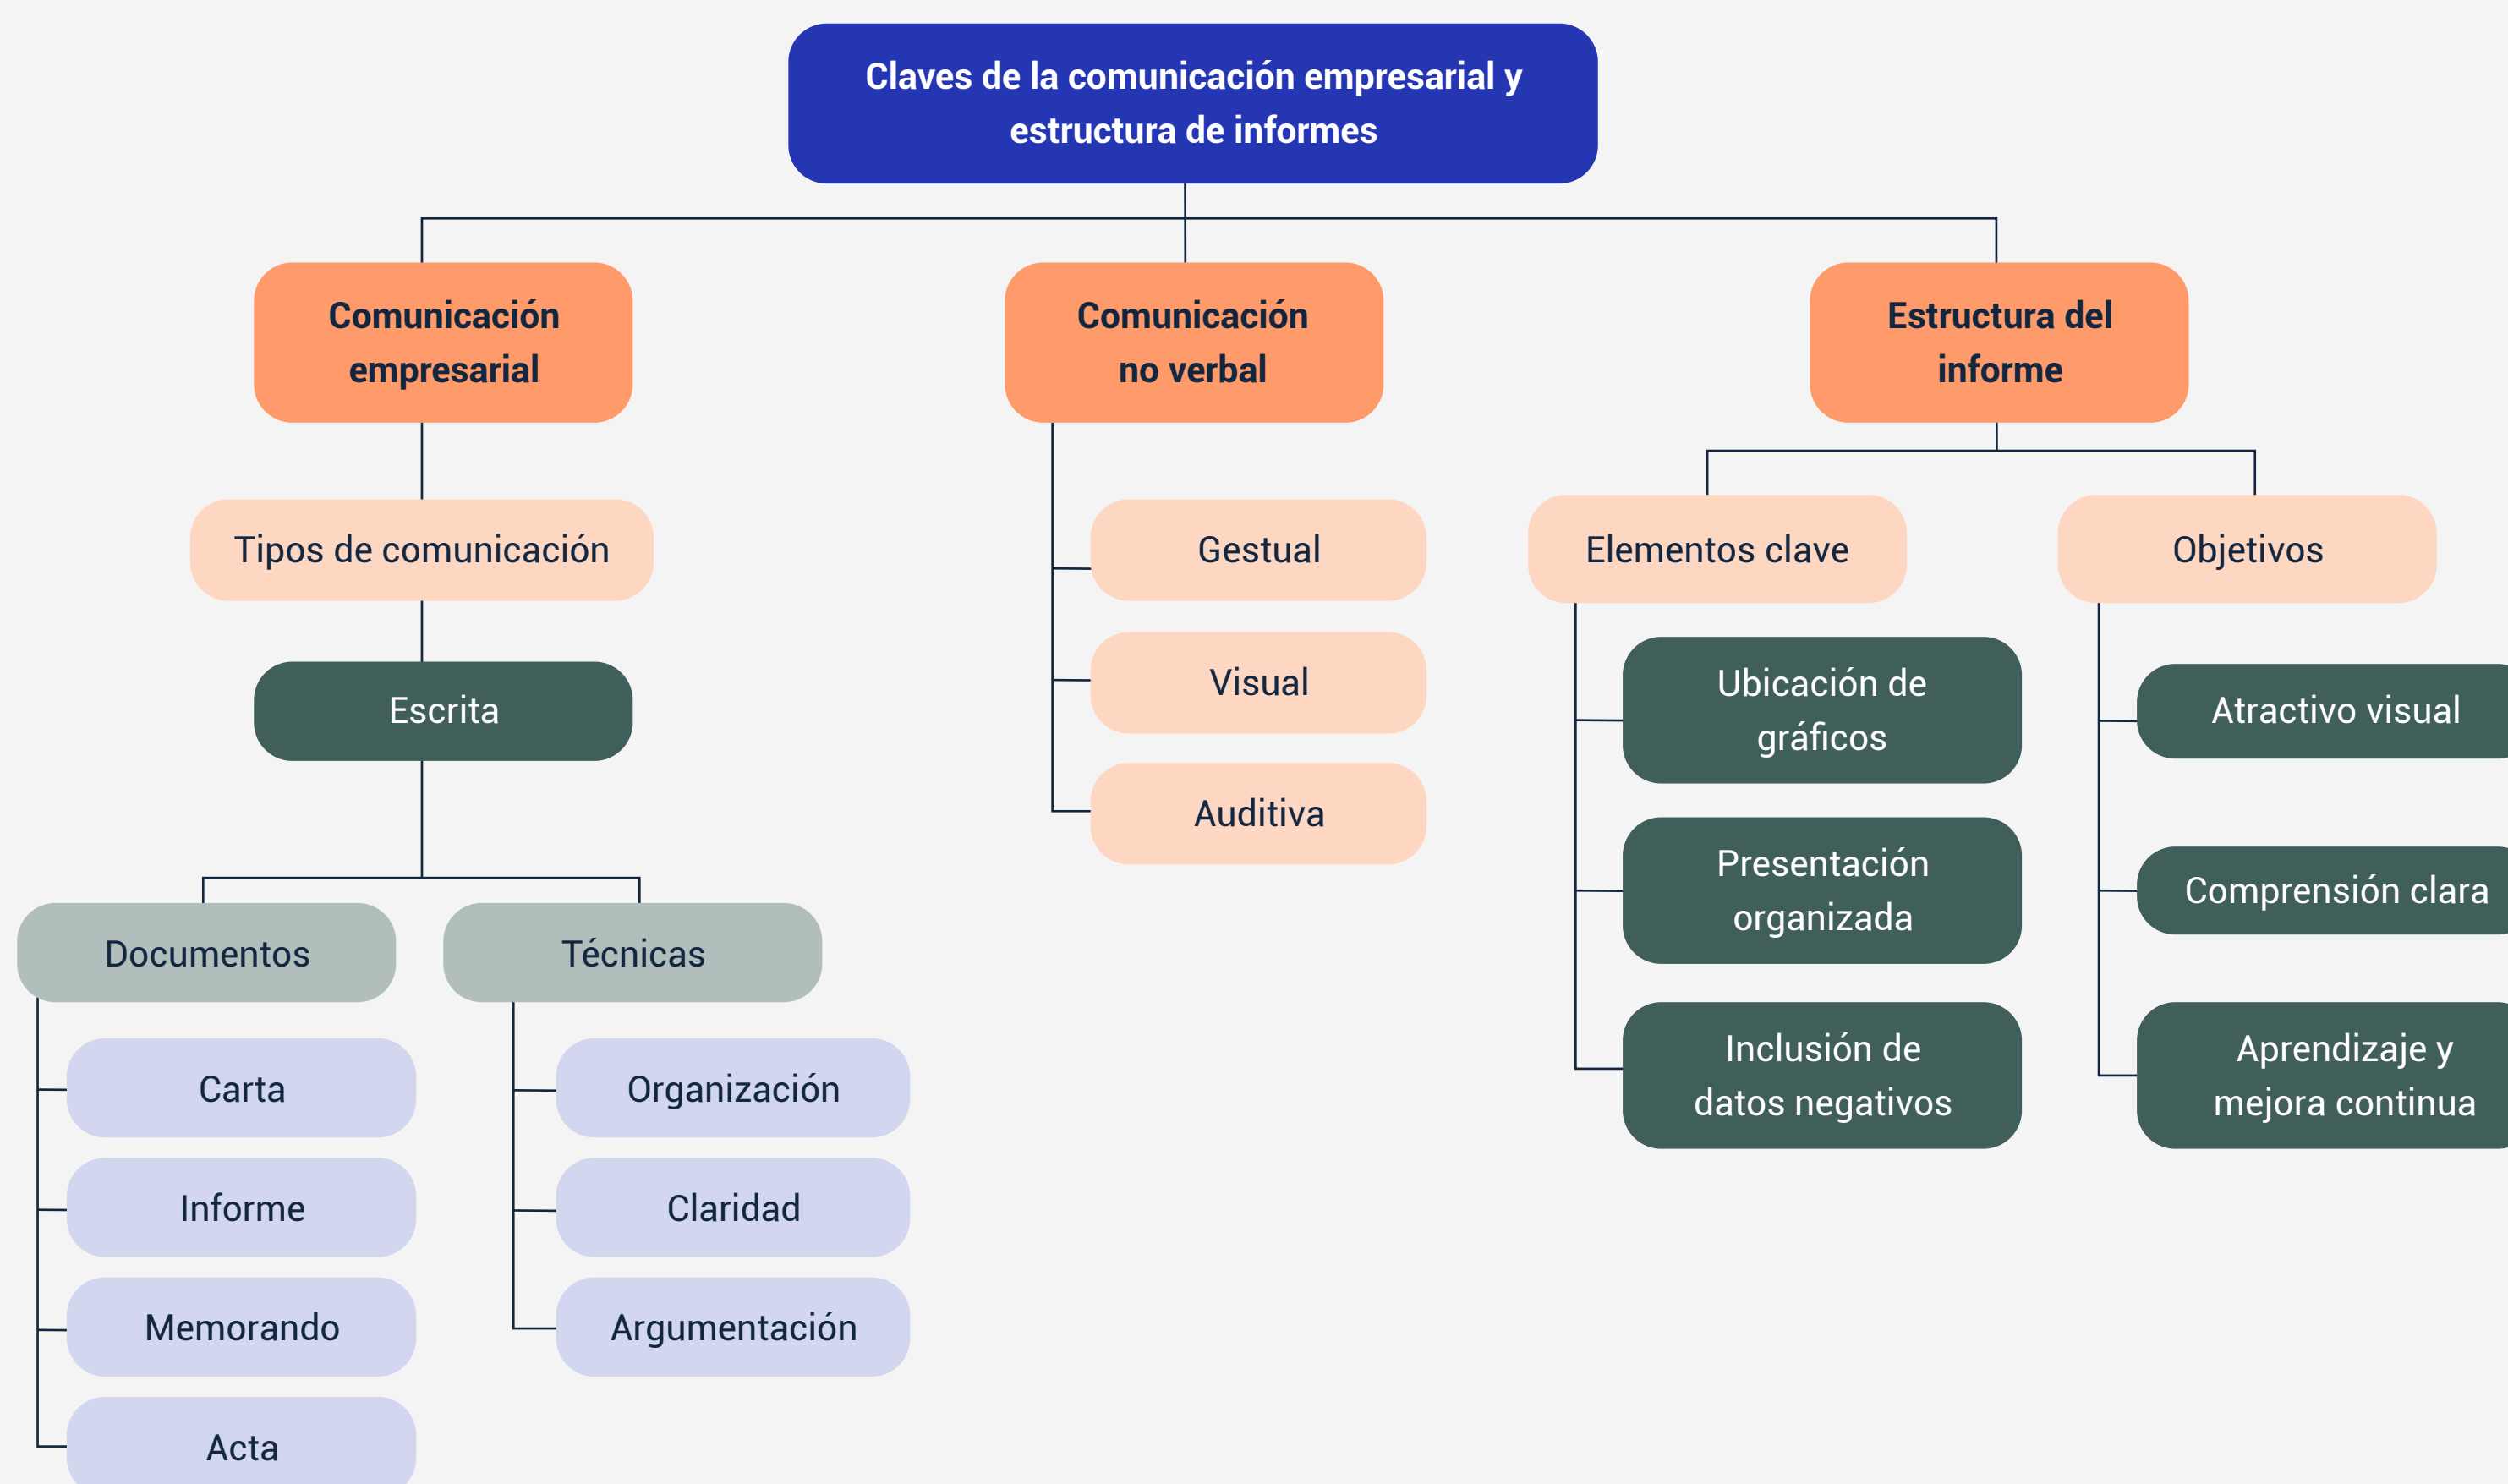 Claves de la comunicación empresarial y
estructura de informes
Comunicación
empresarial
Tipos de comunicación
Escrita
Documentos
Carta
Informe
Memorando
Acta
Técnicas
Organización
Claridad
Argumentación
Comunicación
no verbal
Gestual
Visual
Auditiva
Estructura del
informe
Elementos clave
Ubicación de
gráficos
Presentación
organizada
Inclusión de
datos negativos
Objetivos
Atractivo visual
Comprensión clara
Aprendizaje y
mejora continua